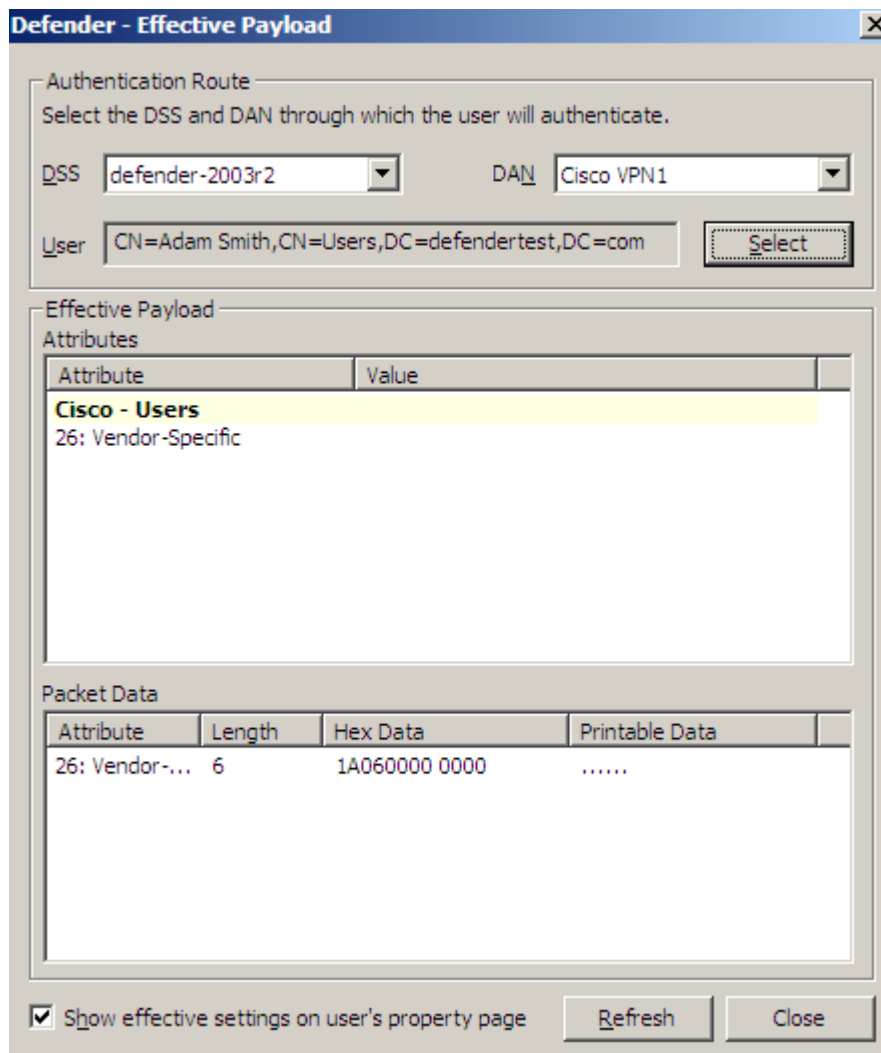 Defender - Effective Payload
Authentication Route
Select the DSS and DAN through which the user will authenticate.
DSS defender-2003r2 DAN Cisco VPN1
User CN=Adam Smith,CN=Users,DC=defendertest,DC=com Select
Effective Payload
Attributes
Attribute Value
Cisco - Users
26: Vendor-Specific
Packet Data
Attribute Length Hex Data Printable Data
26: Vendor-... 6 1A060000 0000 ......
Show effective settings on user's property page Refresh Close